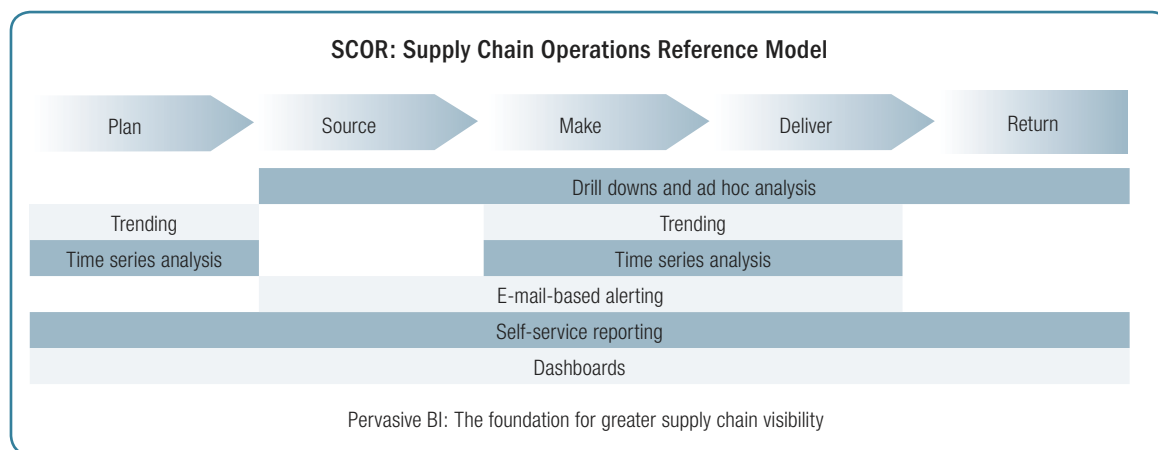 SCOR: Supply Chain Operations Reference Model
Plan Source Make Deliver Return
Drill downs and ad hoc analysis
Trending Trending
Time series analysis Time series analysis
E-mail-based alerting
Self-service reporting
Dashboards
Pervasive BI: The foundation for greater supply chain visibility